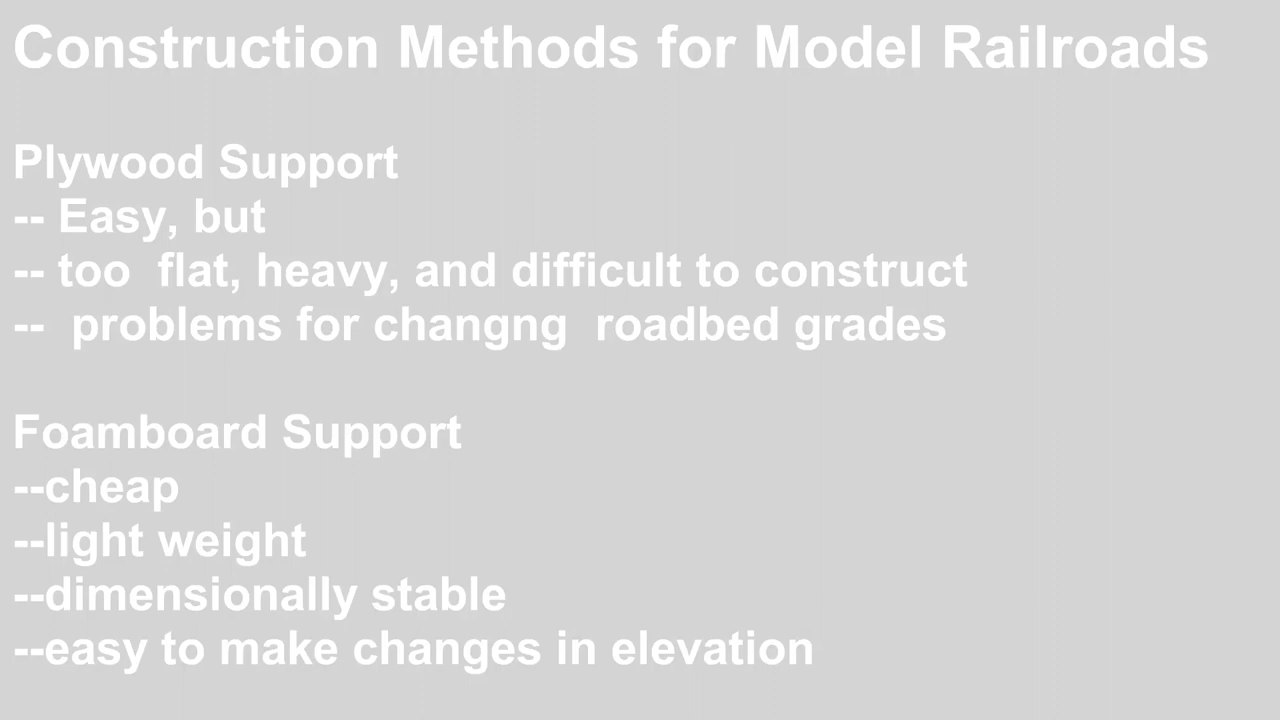 Construction Methods for Model Railroads
Plywood Support
-- Easy, but
-- too  flat, heavy, and difficult to construct
--  problems for changng  roadbed grades
Foamboard Support
--cheap
--light weight
--dimensionally stable
--easy to make changes in elevation